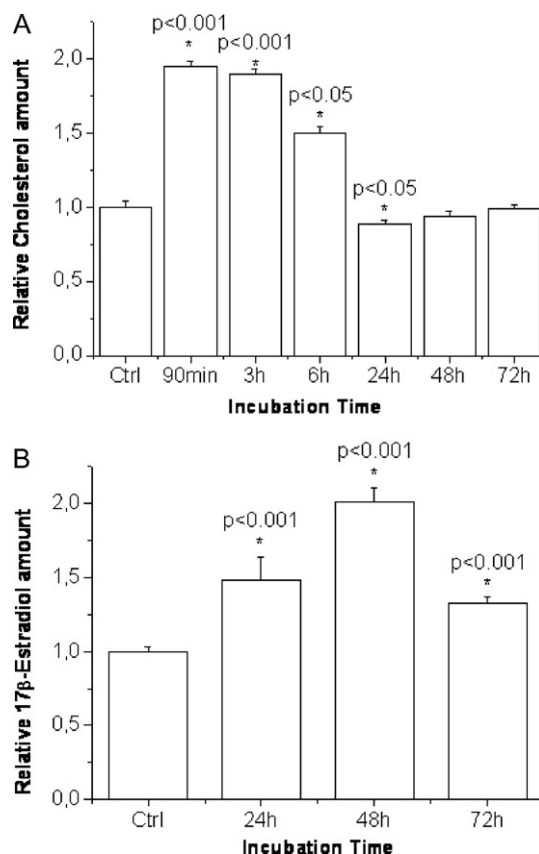 A
Relative Cholesterol amount
2,0
1,5
1,0
0,5
0,0
p<0.001
*
p<0.001
*
p<0.05
*
p<0.05
*
Ctrl 90min 3h 6h 24h 48h 72h
Incubation Time
B
Relative 17β-Estradiol amount
2,0
1,5
1,0
0,5
0,0
p<0.001
*
p<0.001
*
p<0.001
*
Ctrl 24h 48h 72h
Incubation Time